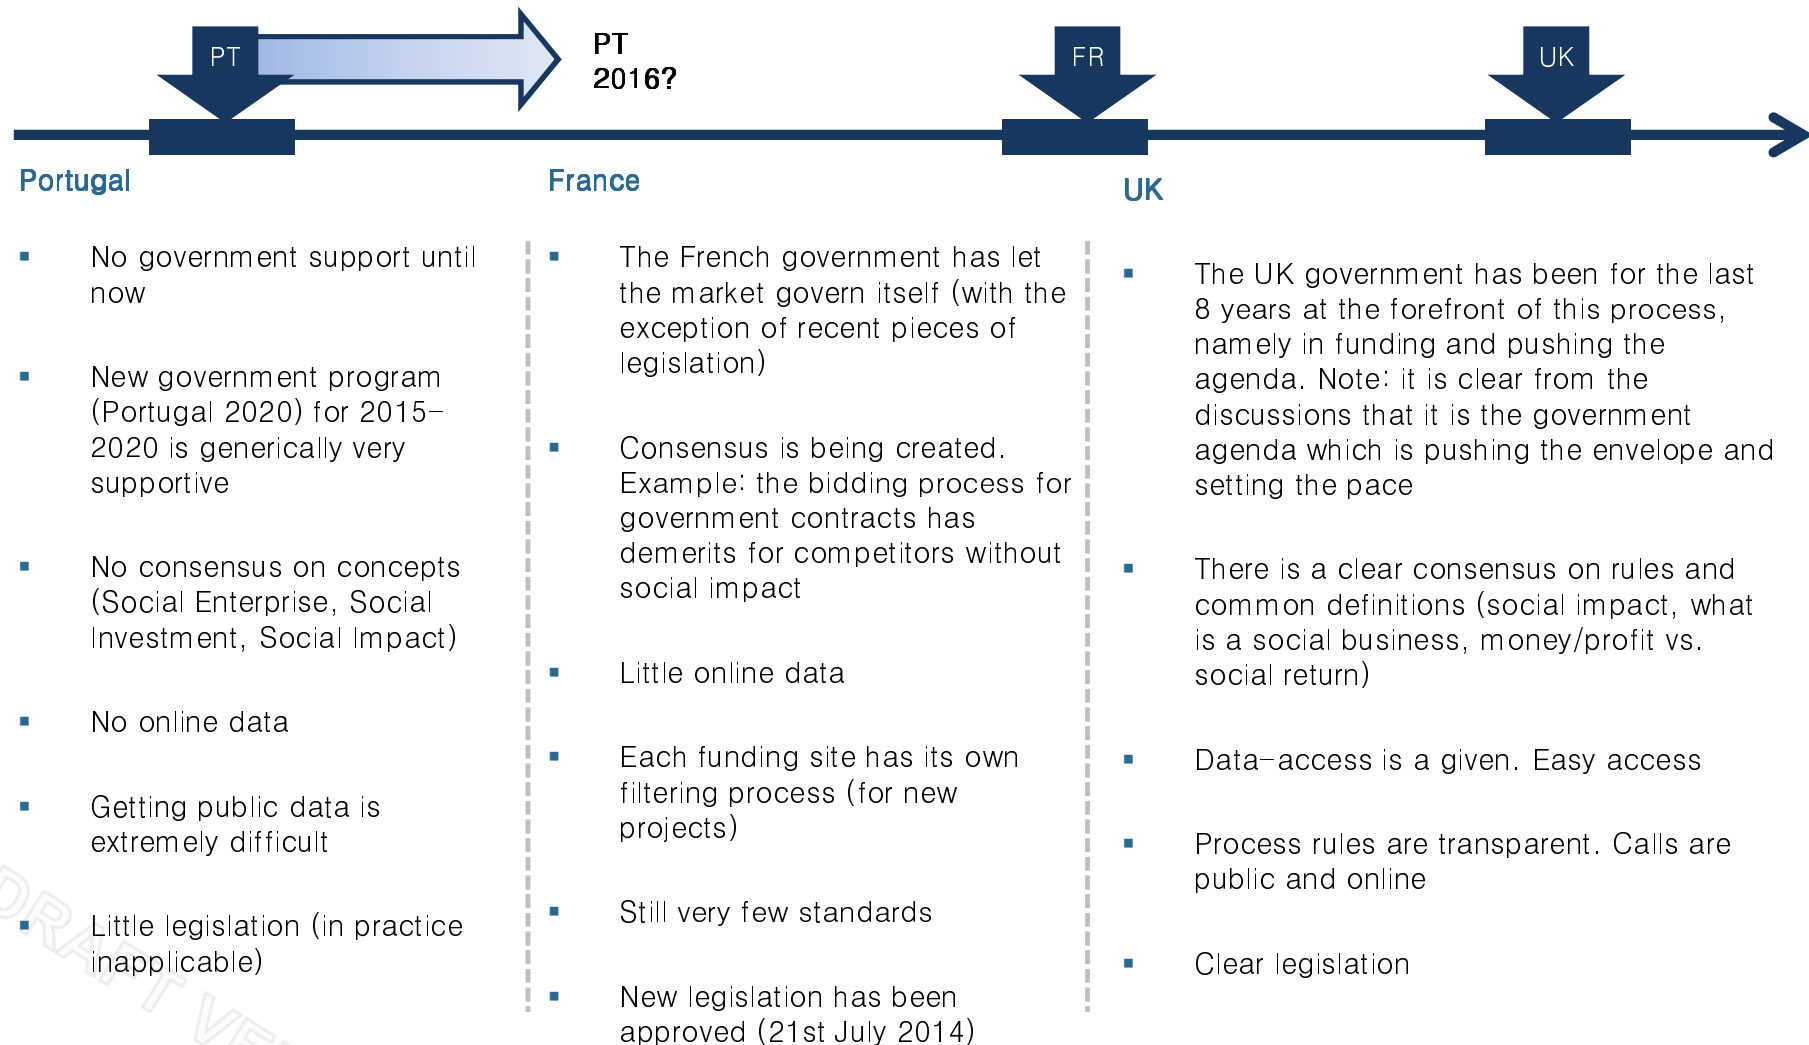 PT
PT
2016?
FR
UK
Portugal
No government support until
now
New government program
(Portugal 2020) for 2015-
2020 is generically very
supportive
No consensus on concepts
(Social Enterprise, Social
Investment, Social Impact)
No online data
Getting public data is
extremely difficult
Little legislation (in practice
inapplicable)
France
The French government has let
the market govern itself (with the
exception of recent pieces of
legislation)
Consensus is being created.
Example: the bidding process for
government contracts has
demerits for competitors without
social impact
Little online data
Each funding site has its own
filtering process (for new
projects)
Still very few standards
New legislation has been
approved (21st July 2014)
UK
The UK government has been for the last
8 years at the forefront of this process,
namely in funding and pushing the
agenda. Note: it is clear from the
discussions that it is the government
agenda which is pushing the envelope and
setting the pace
There is a clear consensus on rules and
common definitions (social impact, what
is a social business, money/profit vs.
social return)
Data-access is a given. Easy access
Process rules are transparent. Calls are
public and online
Clear legislation
DRAFT